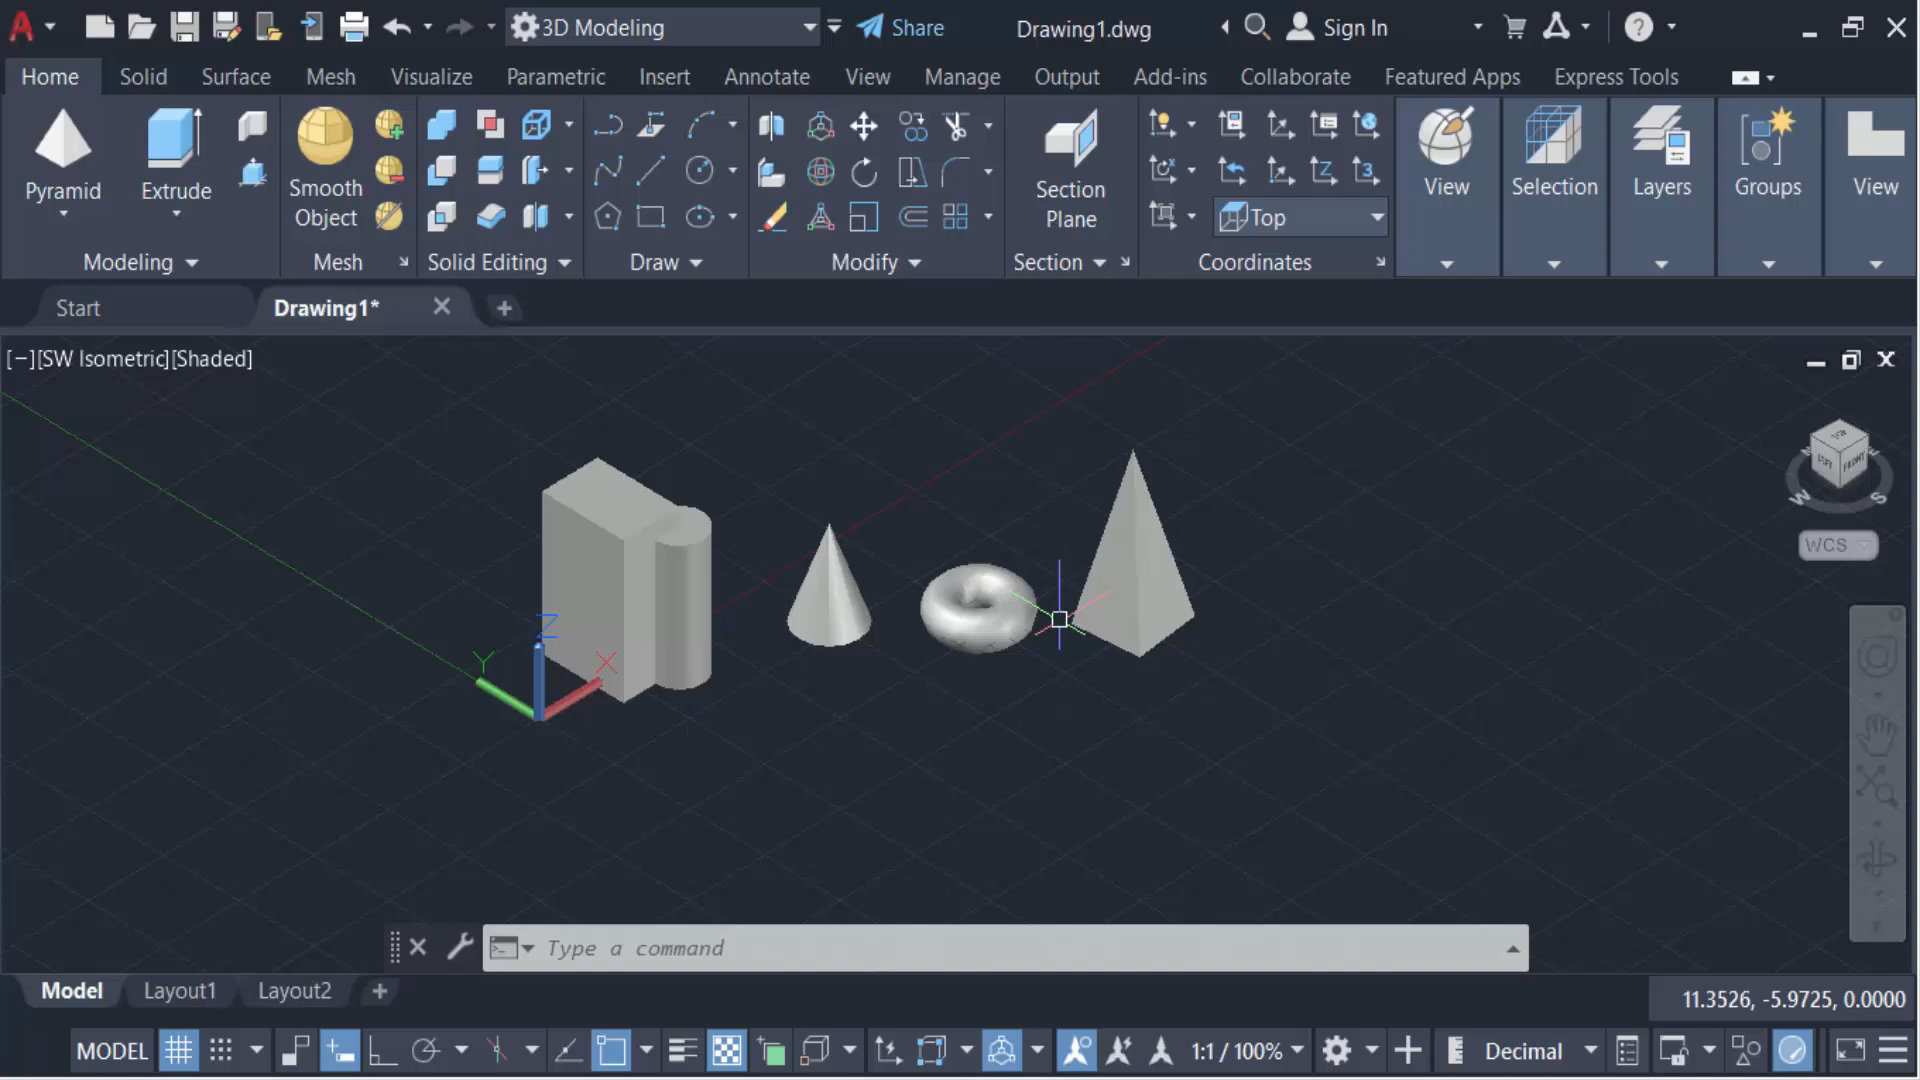 3D Modeling
Share
Drawing1.dwg
Sign In
Home
Solid
Surface
Mesh
Visualize
Parametric
Insert
Annotate
View
Manage
Output
Add-ins
Collaborate
Featured Apps
Express Tools
Pyramid
Extrude
Smooth
Object
Section
Plane
Top
View
Selection
Layers
Groups
View
Modeling
Mesh
Solid Editing
Draw
Modify
Section
Coordinates
Start
Drawing1*
[−][SW Isometric][Shaded]
TOP
LEFT
FRONT
W
S
WCS
Z
Y
X
Type a command
Model
Layout1
Layout2
11.3526, -5.9725, 0.0000
MODEL
1:1 / 100%
Decimal